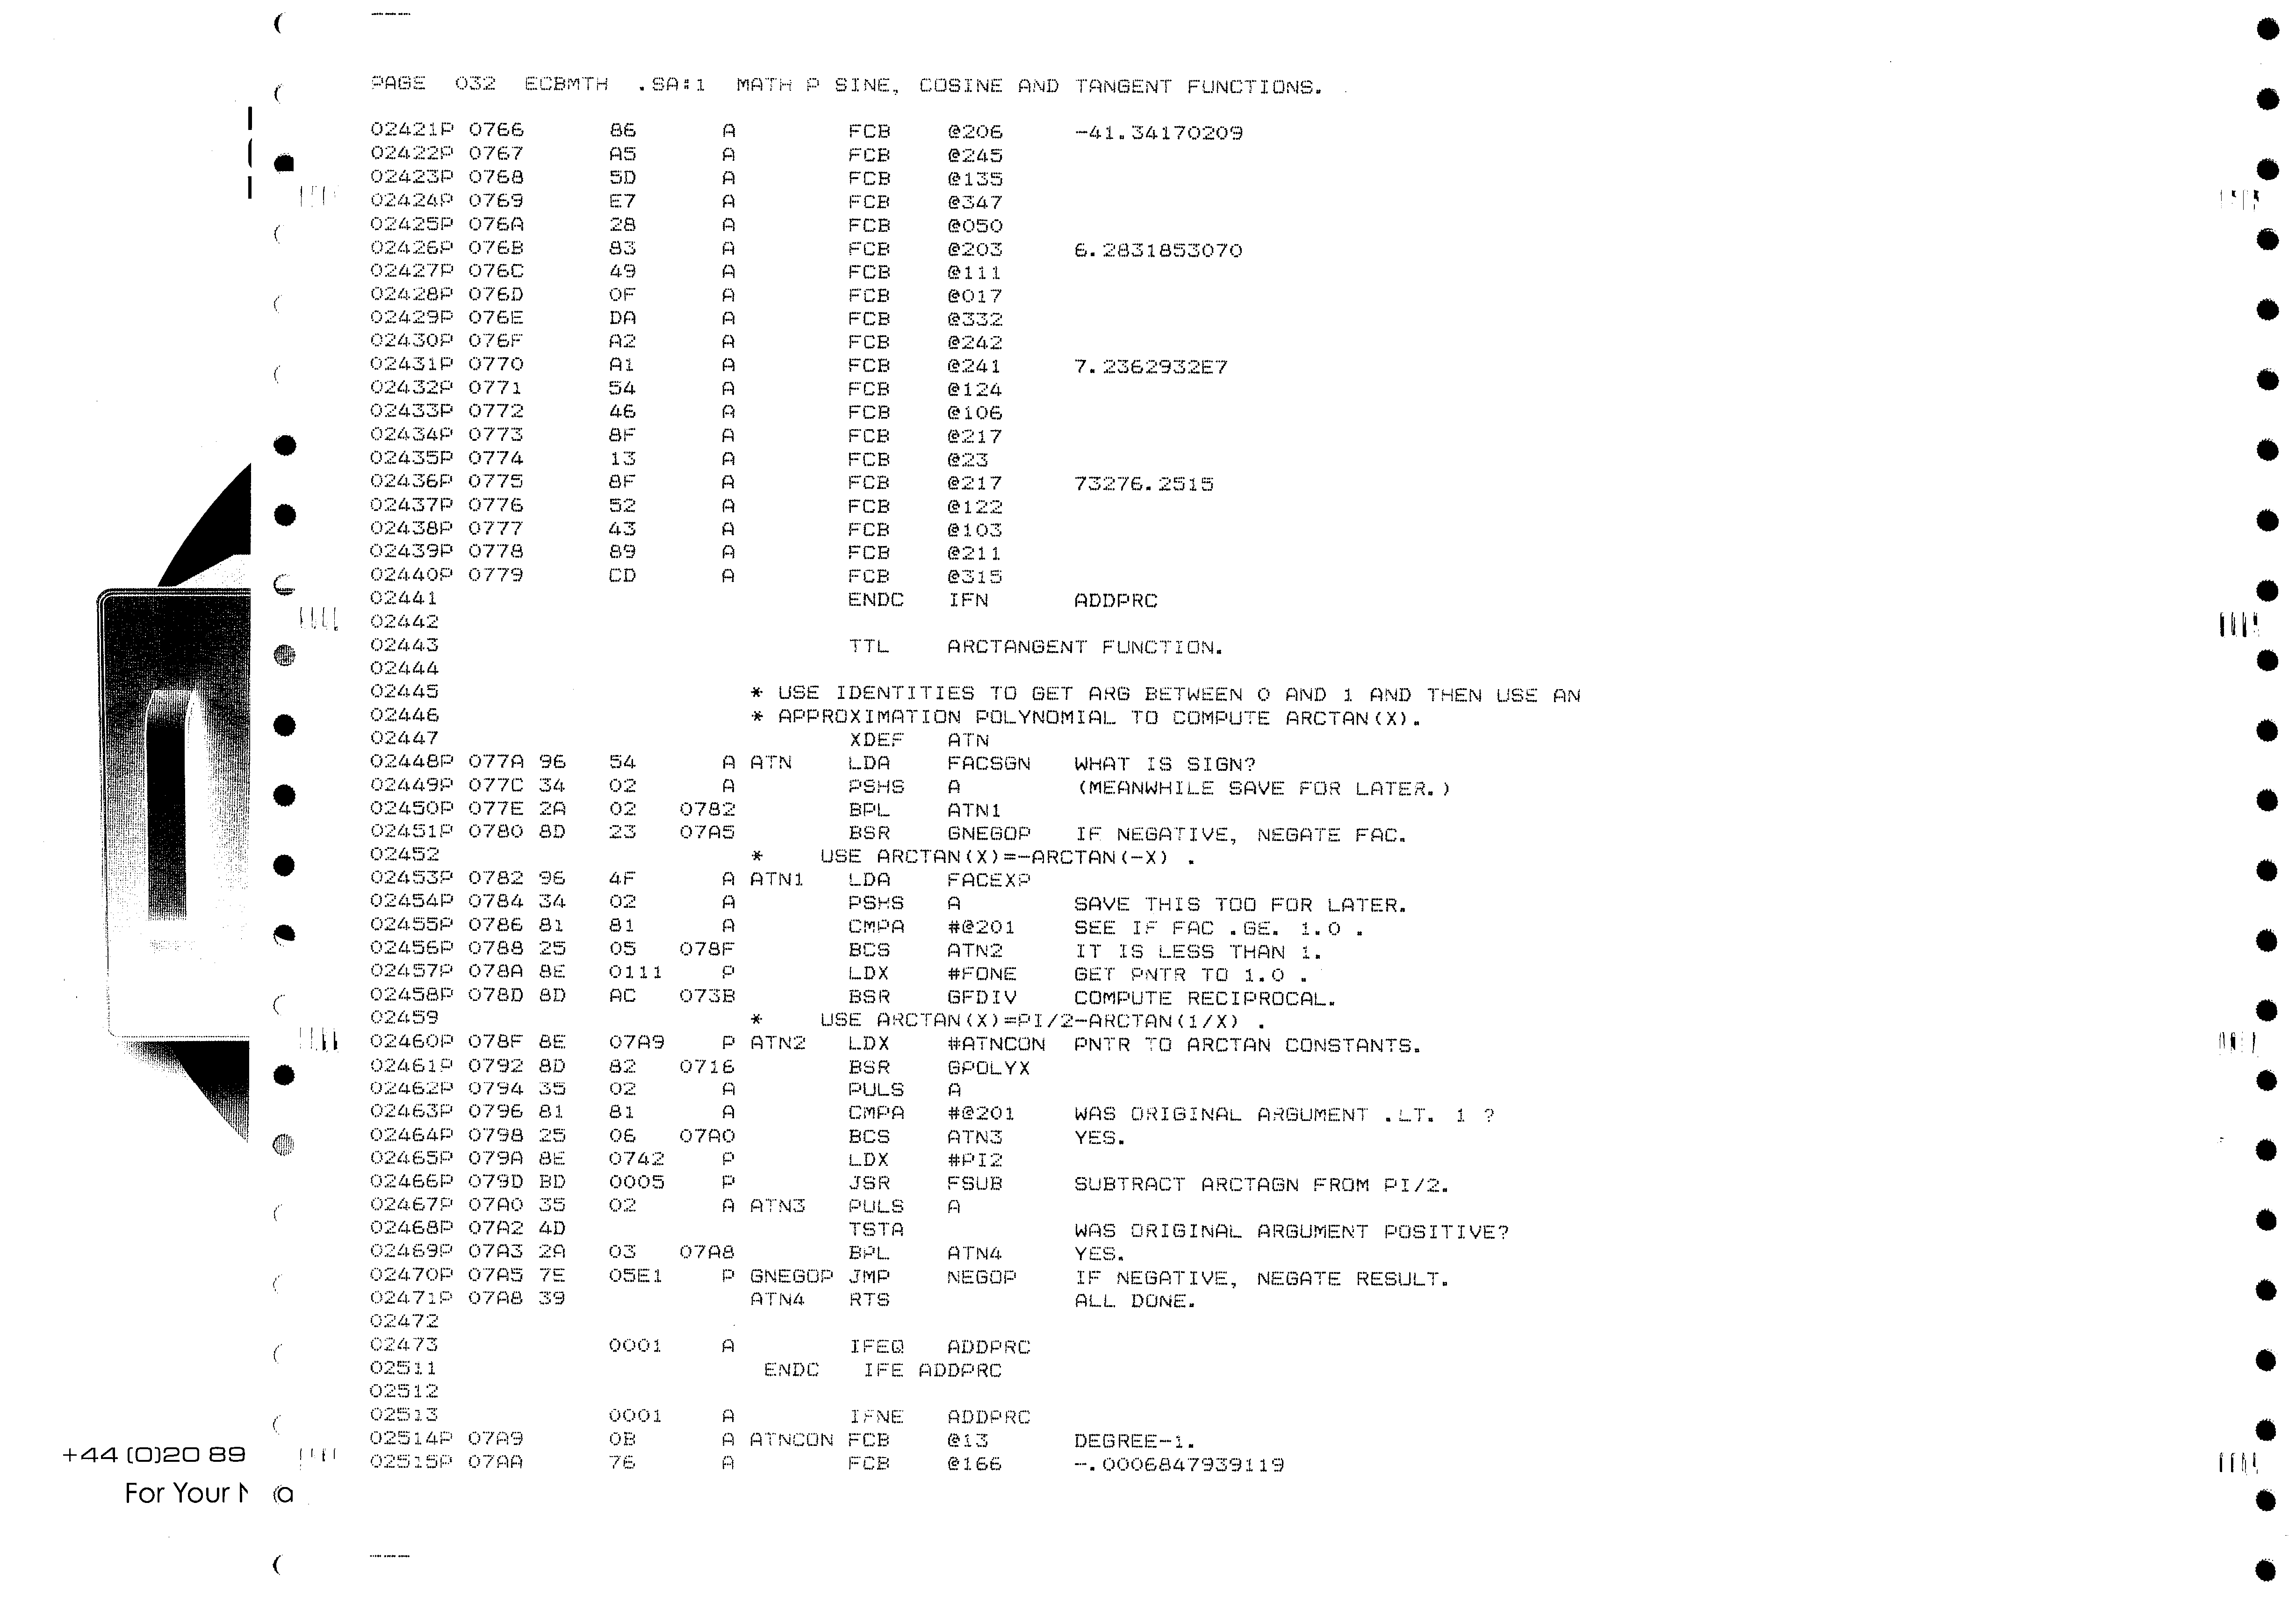 PAGE 032 ECBMTH .SA:1 MATH P SINE, COSINE AND TANGENT FUNCTIONS.
02421P 0766 86 A FCB @206 -41.34170209
02422P 0767 A5 A FCB @245
02423P 0768 5D A FCB @135
02424P 0769 E7 A FCB @347
02425P 076A 28 A FCB @050
02426P 076B 83 A FCB @203 6.2831853070
02427P 076C 49 A FCB @111
02428P 076D 0F A FCB @017
02429P 076E DA A FCB @332
02430P 076F A2 A FCB @242
02431P 0770 A1 A FCB @241 7.2362932E7
02432P 0771 54 A FCB @124
02433P 0772 46 A FCB @106
02434P 0773 8F A FCB @217
02435P 0774 13 A FCB @23
02436P 0775 8F A FCB @217 73276.2515
02437P 0776 52 A FCB @122
02438P 0777 43 A FCB @103
02439P 0778 89 A FCB @211
02440P 0779 CD A FCB @315
02441 ENDC IFN ADDPRC
02442
02443 TTL ARCTANGENT FUNCTION.
02444
02445 * USE IDENTITIES TO GET ARG BETWEEN 0 AND 1 AND THEN USE AN
02446 * APPROXIMATION POLYNOMIAL TO COMPUTE ARCTAN(X).
02447 XDEF ATN
02448P 077A 96 54 A ATN LDA FACSGN WHAT IS SIGN?
02449P 077C 34 02 A PSHS A (MEANWHILE SAVE FOR LATER.)
02450P 077E 2A 02 0782 BPL ATN1
02451P 0780 8D 23 07A5 BSR GNEGOP IF NEGATIVE, NEGATE FAC.
02452 * USE ARCTAN(X)=-ARCTAN(-X) .
02453P 0782 96 4F A ATN1 LDA FACEXP
02454P 0784 34 02 A PSHS A SAVE THIS TOO FOR LATER.
02455P 0786 81 81 A CMPA #@201 SEE IF FAC .GE. 1.0 .
02456P 0788 25 05 078F BCS ATN2 IT IS LESS THAN 1.
02457P 078A 8E 0111 P LDX #FONE GET PNTR TO 1.0 .
02458P 078D 8D AC 073B BSR GFDIV COMPUTE RECIPROCAL.
02459 * USE ARCTAN(X)=PI/2-ARCTAN(1/X) .
02460P 078F 8E 07A9 P ATN2 LDX #ATNCON PNTR TO ARCTAN CONSTANTS.
02461P 0792 8D 82 0716 BSR GPOLYX
02462P 0794 35 02 A PULS A
02463P 0796 81 81 A CMPA #@201 WAS ORIGINAL ARGUMENT .LT. 1 ?
02464P 0798 25 06 07A0 BCS ATN3 YES.
02465P 079A 8E 0742 P LDX #PI2
02466P 079D BD 0005 P JSR FSUB SUBTRACT ARCTAGN FROM PI/2.
02467P 07A0 35 02 A ATN3 PULS A
02468P 07A2 4D TSTA WAS ORIGINAL ARGUMENT POSITIVE?
02469P 07A3 2A 03 07A8 BPL ATN4 YES.
02470P 07A5 7E 05E1 P GNEGOP JMP NEGOP IF NEGATIVE, NEGATE RESULT.
02471P 07A8 39 ATN4 RTS ALL DONE.
02472
02473 0001 A IFEQ ADDPRC
02511 ENDC IFE ADDPRC
02512
02513 0001 A IFNE ADDPRC
02514P 07A9 0B A ATNCON FCB @13 DEGREE-1.
02515P 07AA 76 A FCB @166 -.0006847939119
+44 (0)20 89
For Your